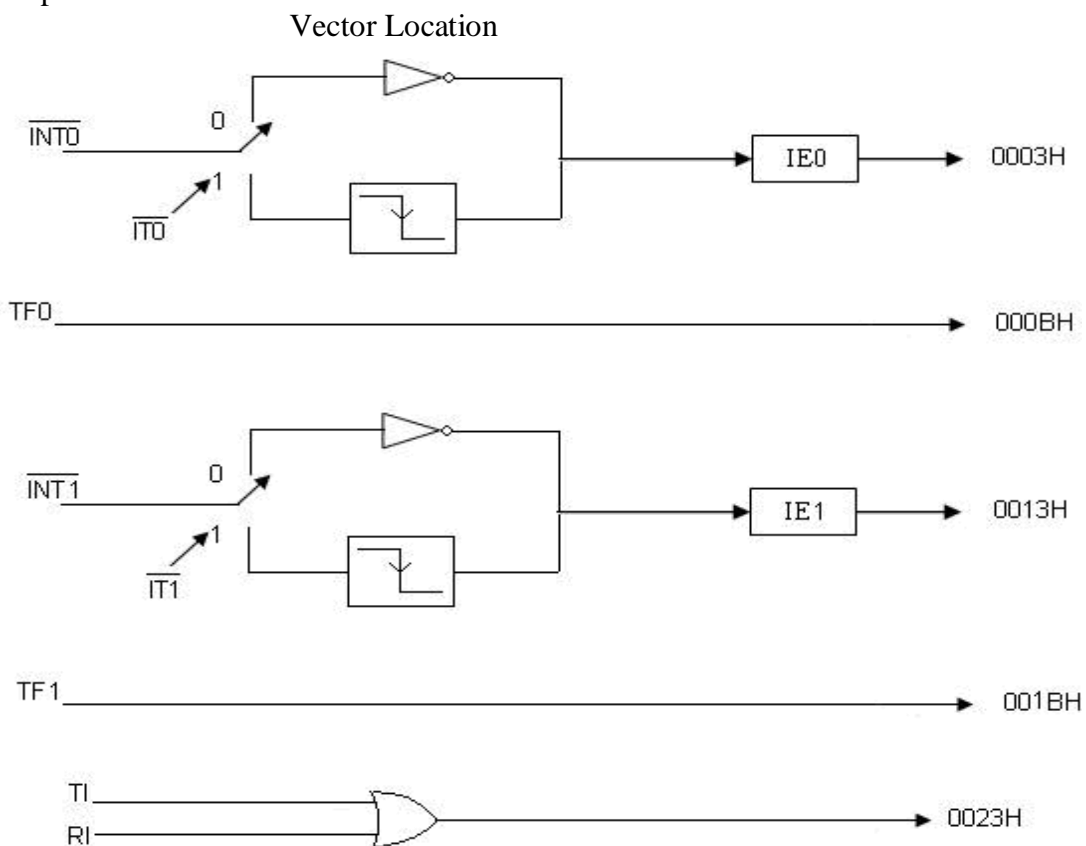 Vector Location
0
INT0
IE0
0003H
1
IT0
TF0
000BH
0
INT1
IE1
0013H
1
IT1
TF1
001BH
TI
0023H
RI